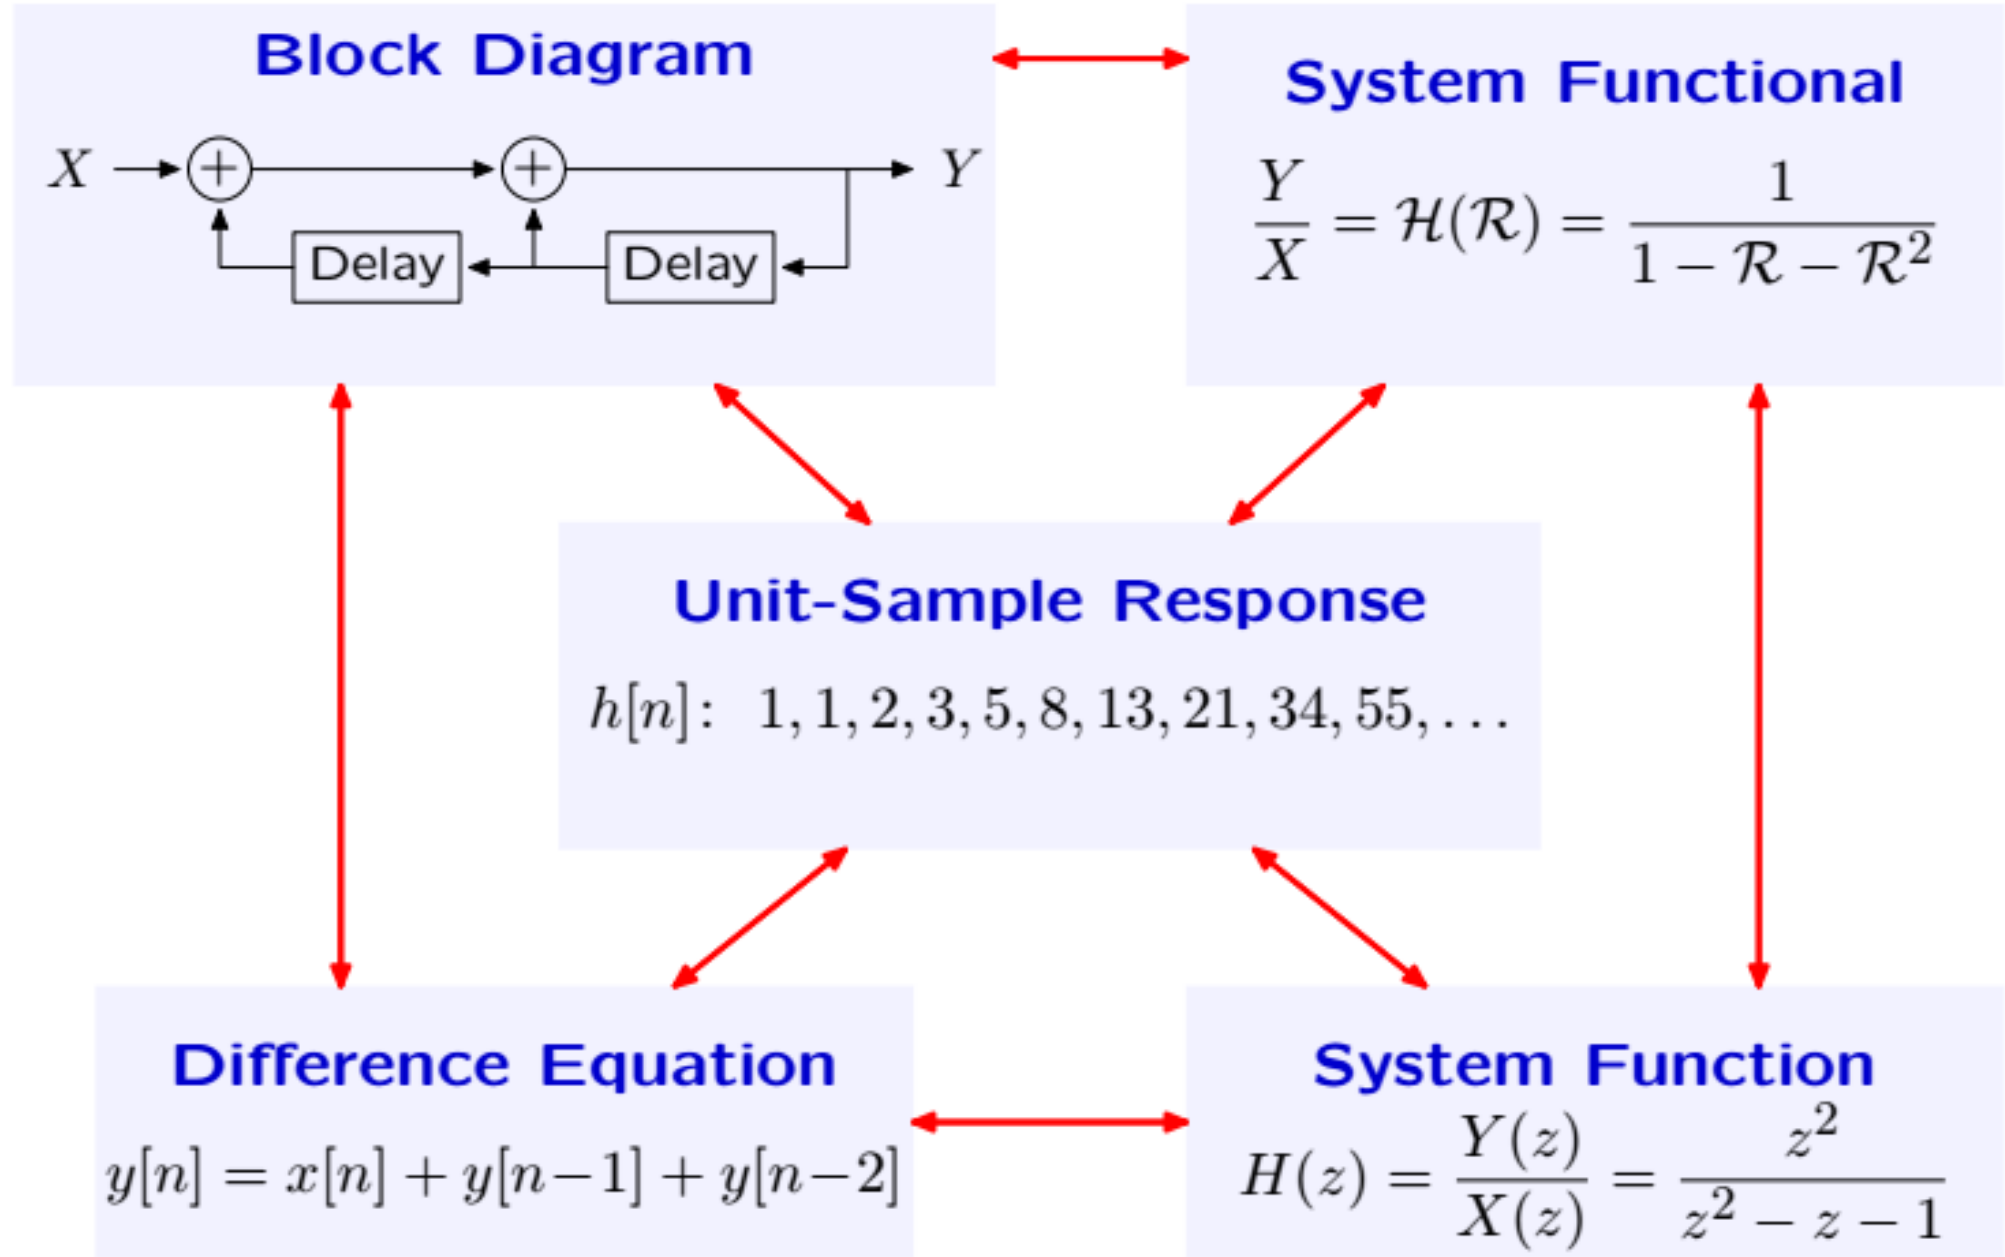 Block Diagram
X + + Y
Delay Delay
System Functional
Y/X = ℋ(ℛ) = 1/(1 − ℛ − ℛ²)
Unit-Sample Response
h[n]: 1, 1, 2, 3, 5, 8, 13, 21, 34, 55, . . .
Difference Equation
y[n] = x[n] + y[n−1] + y[n−2]
System Function
H(z) = Y(z)/X(z) = z²/(z² − z − 1)